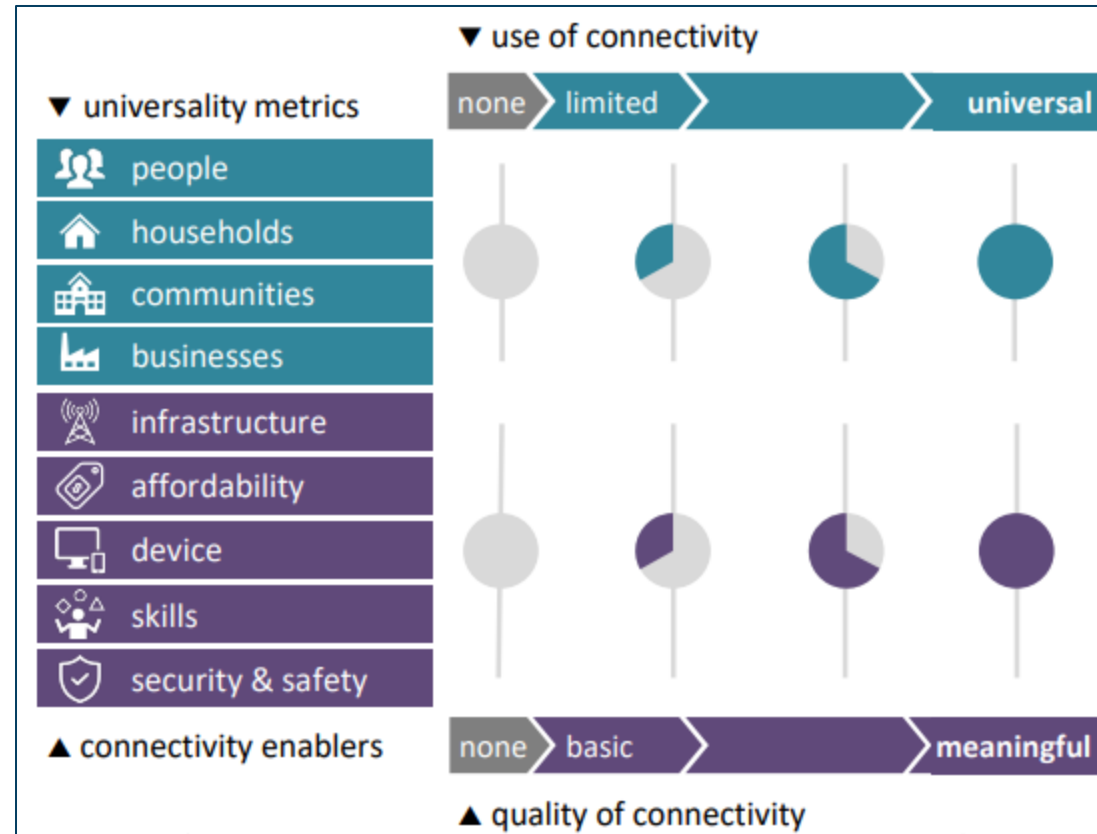 ▼ use of connectivity
▼ universality metrics
none limited universal
people
households
communities
businesses
infrastructure
affordability
device
skills
security & safety
▲ connectivity enablers
none basic meaningful
▲ quality of connectivity